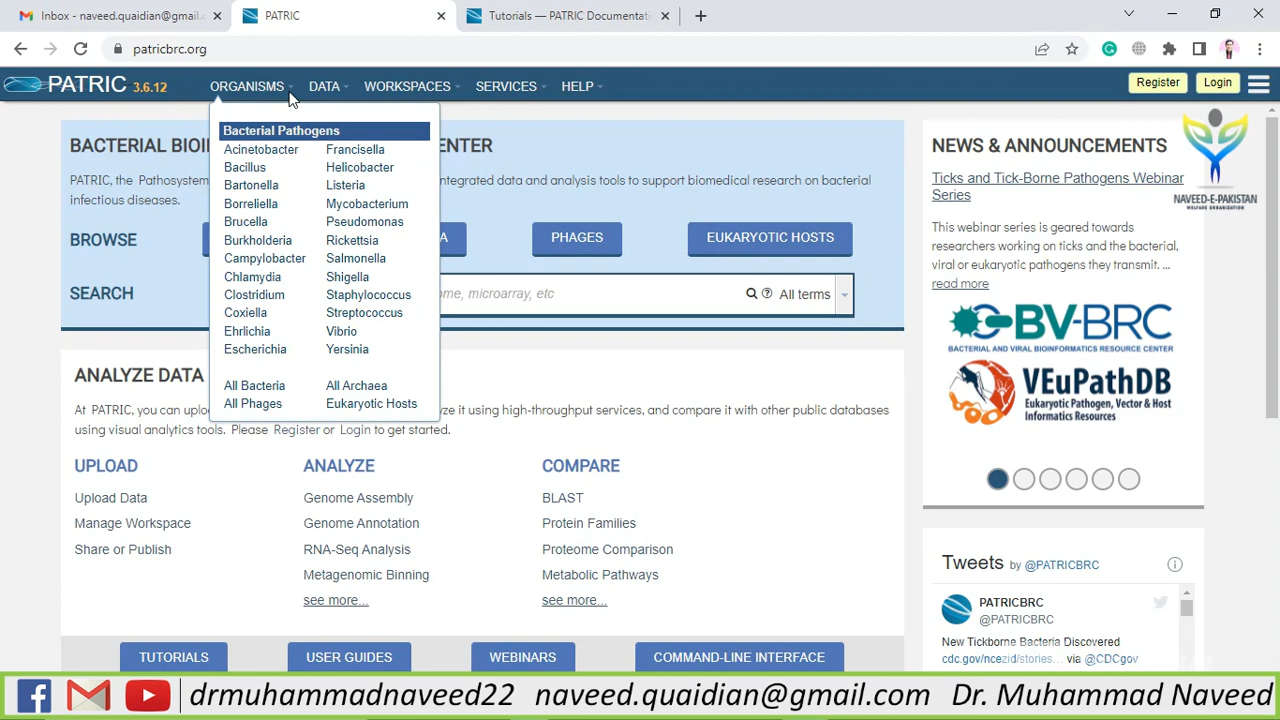 Inbox - naveed.quaidian@gmail.
PATRIC
Tutorials — PATRIC Documentati
patricbrc.org
PATRIC 3.6.12
ORGANISMS
DATA
WORKSPACES
SERVICES
HELP
Register
Login
Bacterial Pathogens
Acinetobacter Francisella
Bacillus Helicobacter
Bartonella Listeria
Borreliella Mycobacterium
Brucella Pseudomonas
Burkholderia Rickettsia
Campylobacter Salmonella
Chlamydia Shigella
Clostridium Staphylococcus
Coxiella Streptococcus
Ehrlichia Vibrio
Escherichia Yersinia
All Bacteria All Archaea
All Phages Eukaryotic Hosts
BACTERIAL BIOI CENTER
PATRIC, the Pathosystem integrated data and analysis tools to support biomedical research on bacterial
infectious diseases.
BROWSE
A
PHAGES
EUKARYOTIC HOSTS
SEARCH
ome, microarray, etc
All terms
ANALYZE DATA
At PATRIC, you can uploa yze it using high-throughput services, and compare it with other public databases
using visual analytics tools. Please Register or Login to get started.
UPLOAD
Upload Data
Manage Workspace
Share or Publish
ANALYZE
Genome Assembly
Genome Annotation
RNA-Seq Analysis
Metagenomic Binning
see more...
COMPARE
BLAST
Protein Families
Proteome Comparison
Metabolic Pathways
see more...
TUTORIALS
USER GUIDES
WEBINARS
COMMAND-LINE INTERFACE
NEWS & ANNOUNCEMENTS
Ticks and Tick-Borne Pathogens Webinar
Series
This webinar series is geared towards
researchers working on ticks and the bacterial,
viral or eukaryotic pathogens they transmit. ...
read more
NAVEED-E-PAKISTAN
WELFARE ORGANIZATION
BV-BRC
BACTERIAL AND VIRAL BIOINFORMATICS RESOURCE CENTER
VEuPathDB
Eukaryotic Pathogen, Vector & Host
Informatics Resources
Tweets by @PATRICBRC
PATRICBRC
@PATRICBRC
New Tickborne Bacteria Discovered
cdc.gov/ncezid/stories... via @CDCgov
drmuhammadnaveed22 naveed.quaidian@gmail.com Dr. Muhammad Naveed